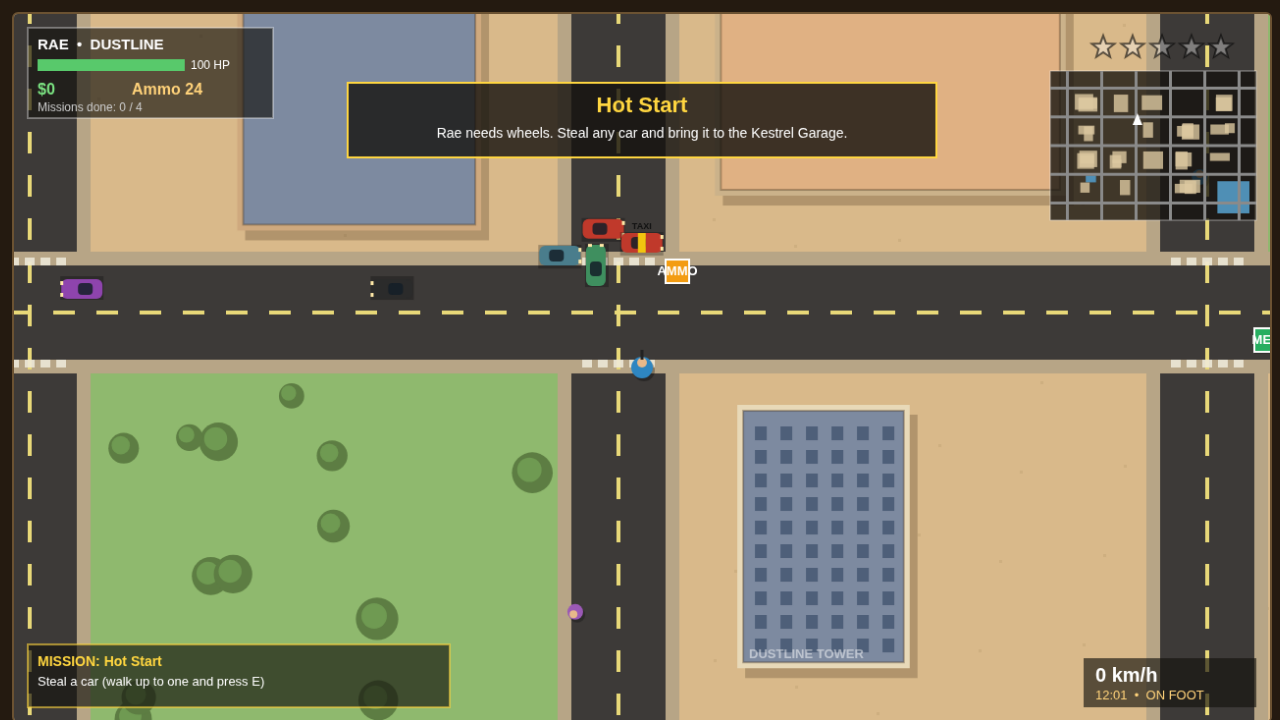 RAE • DUSTLINE
100 HP
$0 Ammo 24
Missions done: 0 / 4
Hot Start
Rae needs wheels. Steal any car and bring it to the Kestrel Garage.
TAXI
AMMO
ME
DUSTLINE TOWER
MISSION: Hot Start
Steal a car (walk up to one and press E)
0 km/h
12:01 • ON FOOT